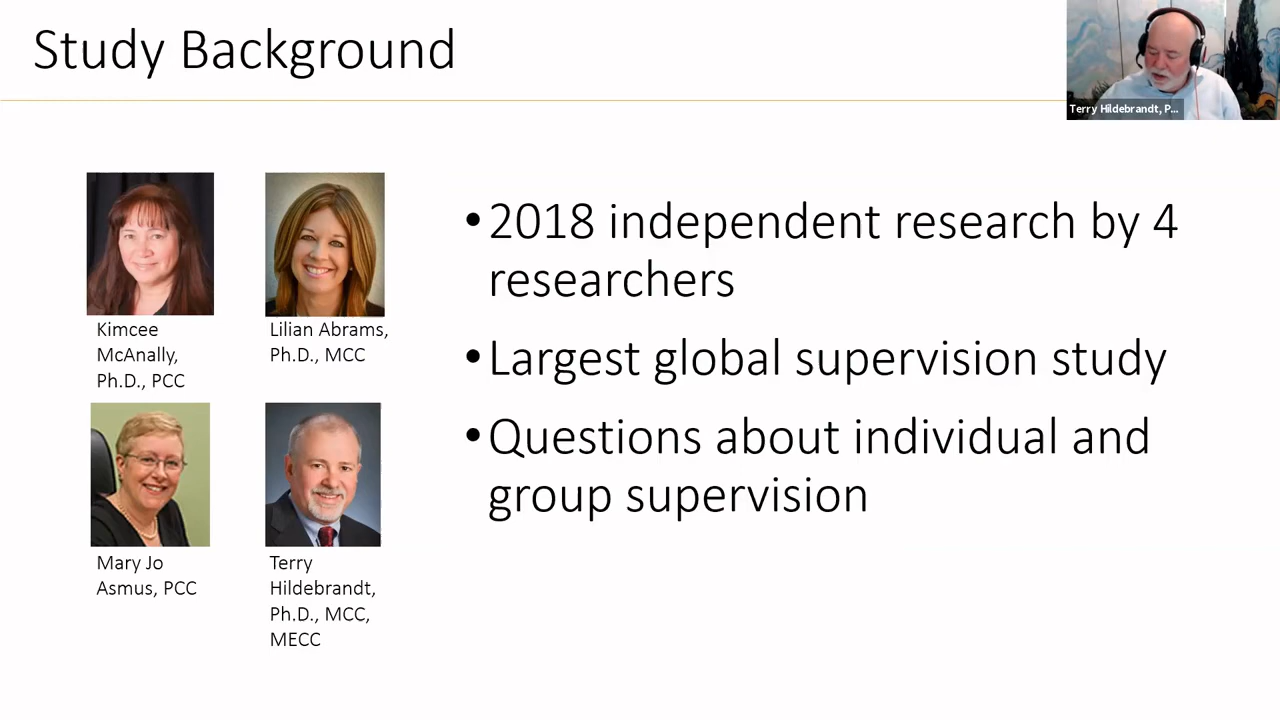 Study Background
Terry Hildebrandt, P...
Kimcee
McAnally,
Ph.D., PCC
Lilian Abrams,
Ph.D., MCC
Mary Jo
Asmus, PCC
Terry
Hildebrandt,
Ph.D., MCC,
MECC
•2018 independent research by 4
researchers
•Largest global supervision study
•Questions about individual and
group supervision